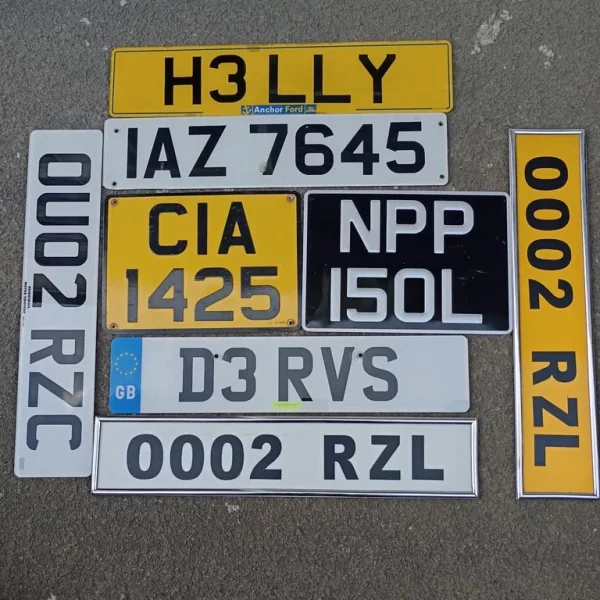 H3 LLY
Anchor Ford
IAZ 7645
OU02 RZC
CIA
1425
NPP
150L
0002 RZL
GB
D3 RVS
0002 RZL